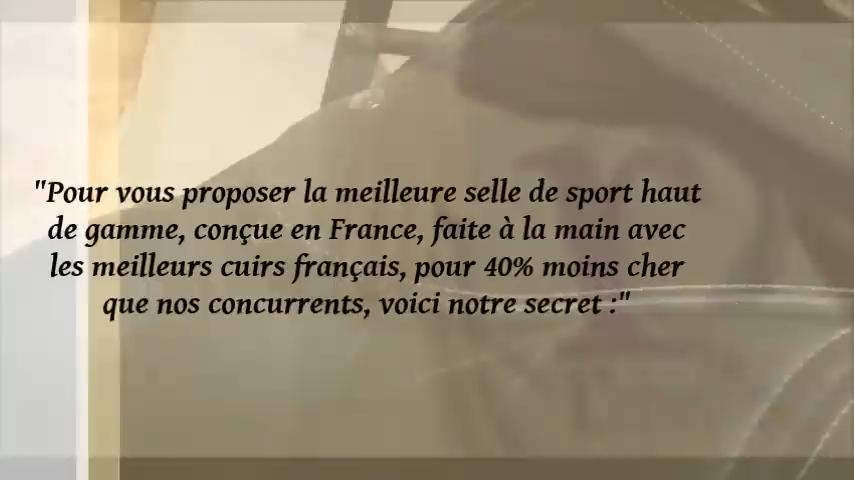 "Pour vous proposer la meilleure selle de sport haut
de gamme, conçue en France, faite à la main avec
les meilleurs cuirs français, pour 40% moins cher
que nos concurrents, voici notre secret :"